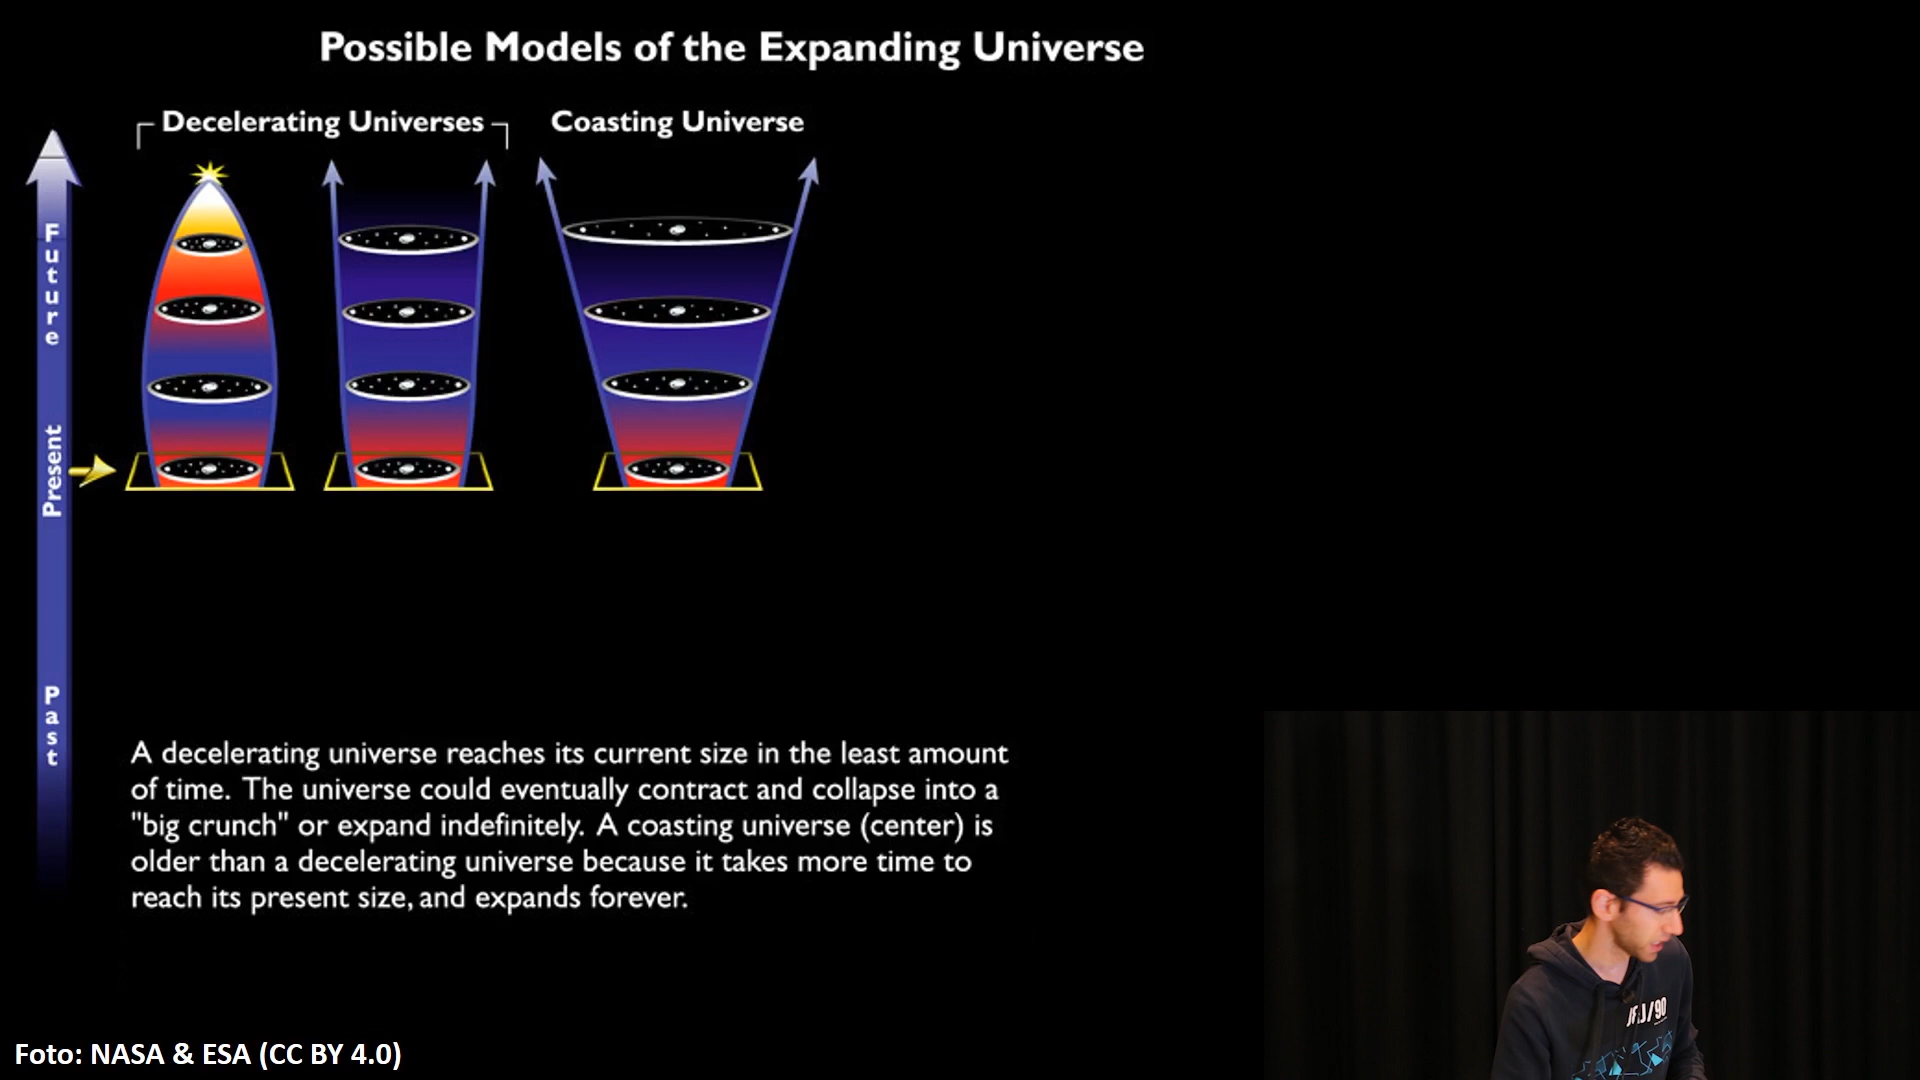 Possible Models of the Expanding Universe
Decelerating Universes
Coasting Universe
Future
Present
Past
A decelerating universe reaches its current size in the least amount
of time. The universe could eventually contract and collapse into a
"big crunch" or expand indefinitely. A coasting universe (center) is
older than a decelerating universe because it takes more time to
reach its present size, and expands forever.
/90
Foto: NASA & ESA (CC BY 4.0)